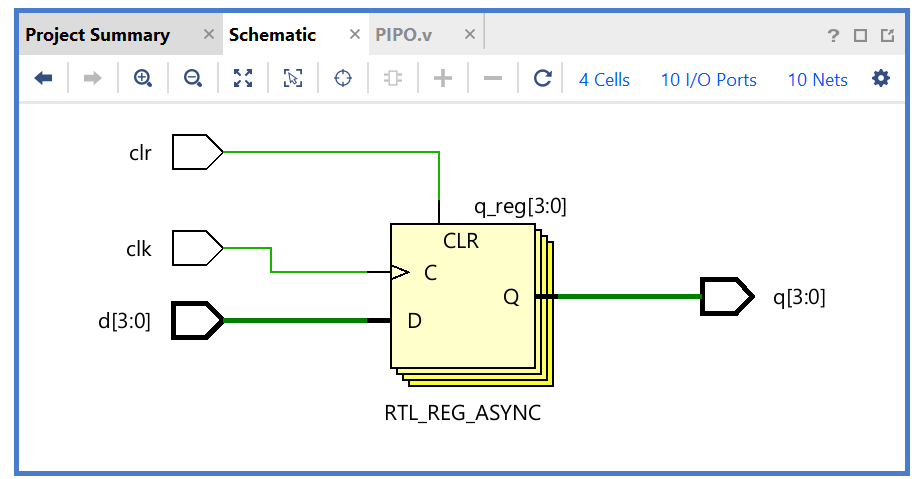 Project Summary × Schematic × PIPO.v × ?
4 Cells 10 I/O Ports 10 Nets
clr
q_reg[3:0]
CLR
clk
C
Q
q[3:0]
d[3:0]
D
RTL_REG_ASYNC